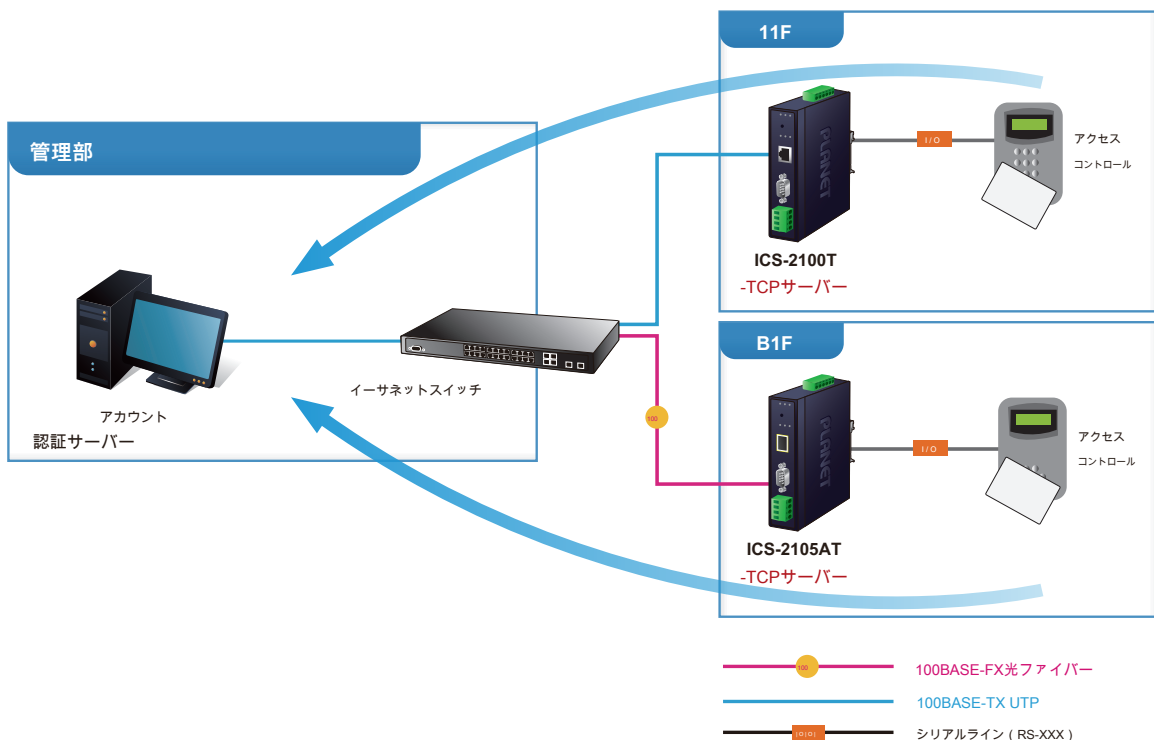 11F
PLANET
I/O
アクセス
コントロール
ICS-2100T
-TCPサーバー
管理部
アカウント
認証サーバー
イーサネットスイッチ
100
B1F
PLANET
I/O
アクセス
コントロール
ICS-2105AT
-TCPサーバー
100
100BASE-FX光ファイバー
100BASE-TX UTP
シリアルライン ( RS-XXX )